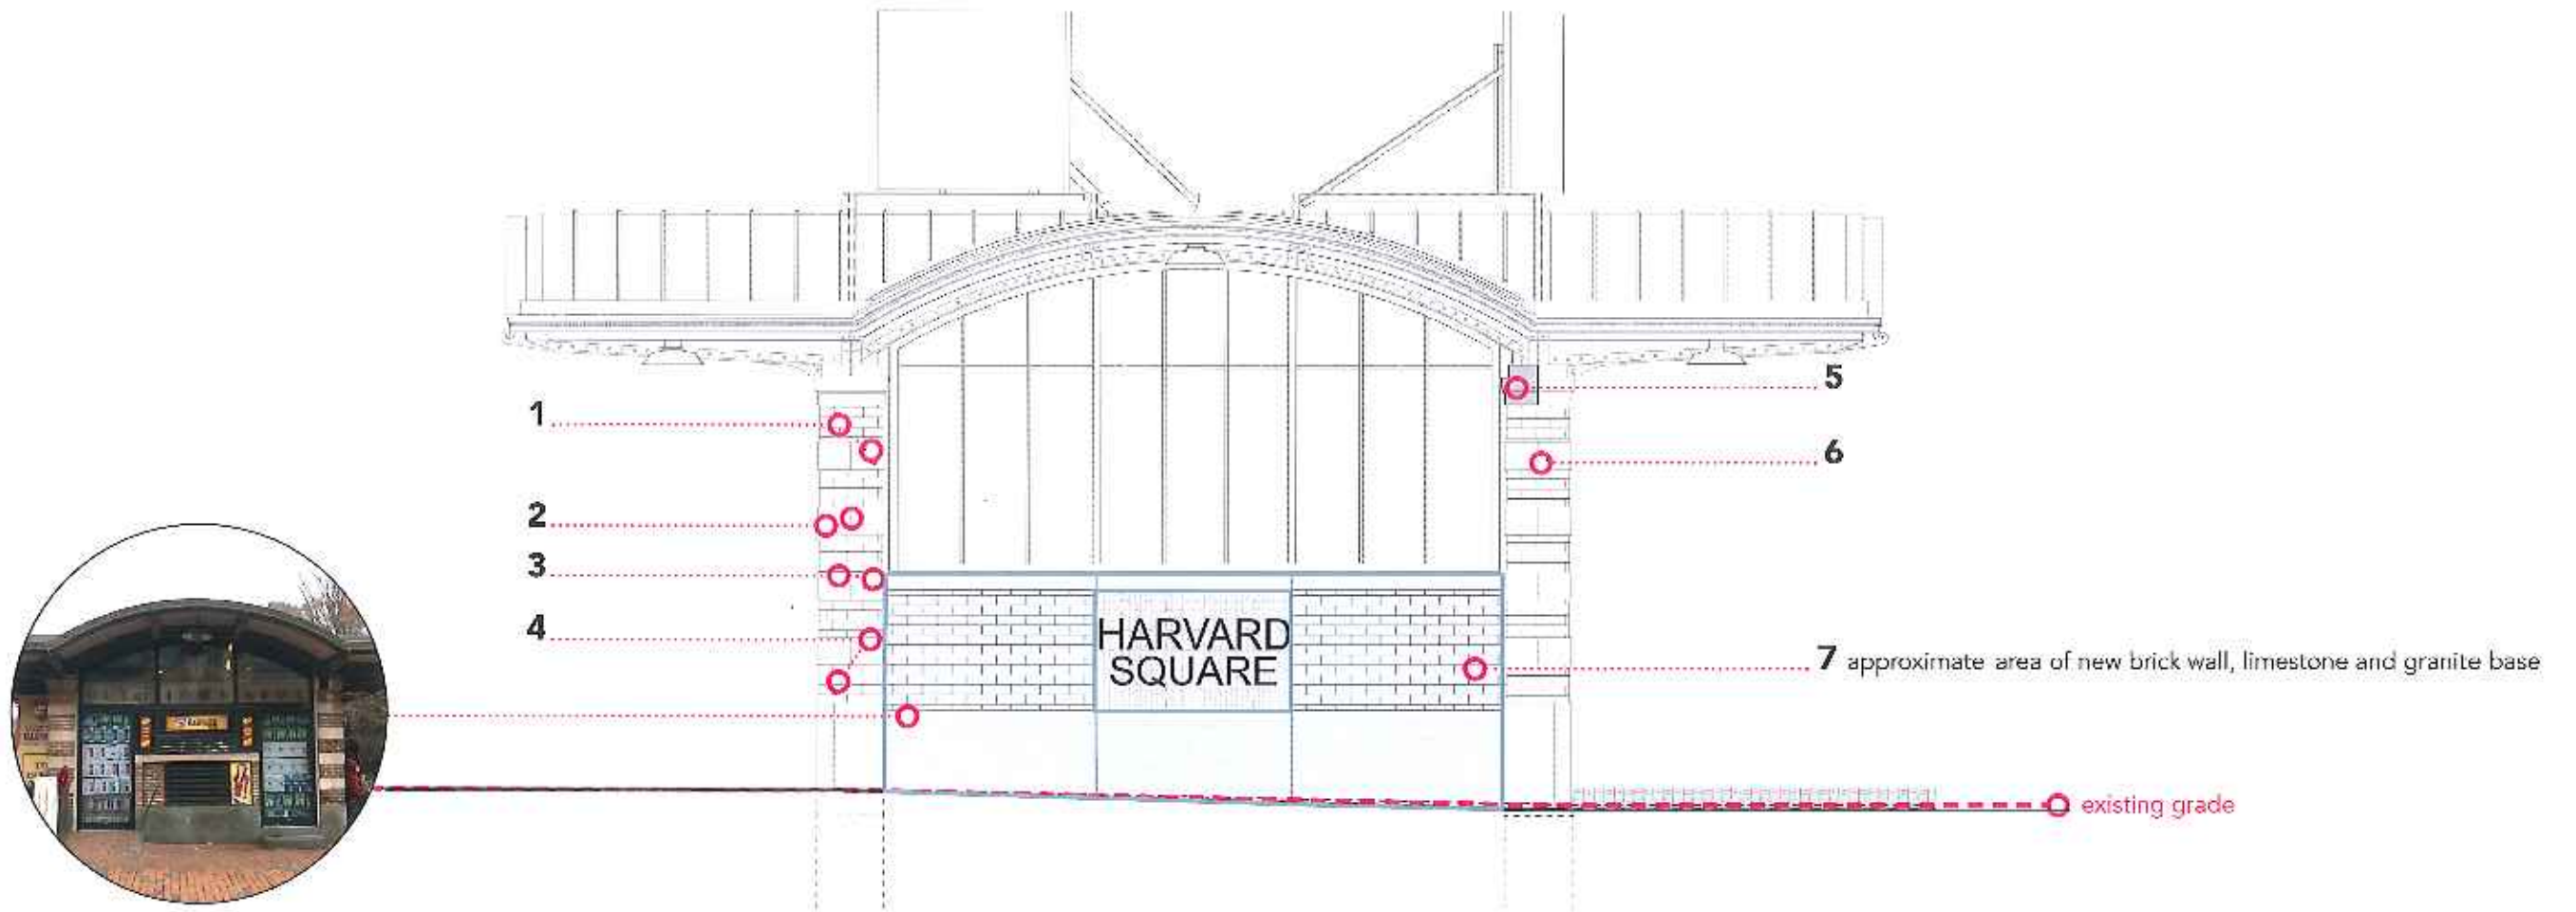 1
2
3
4
5
6
HARVARD
SQUARE
7 approximate area of new brick wall, limestone and granite base
existing grade